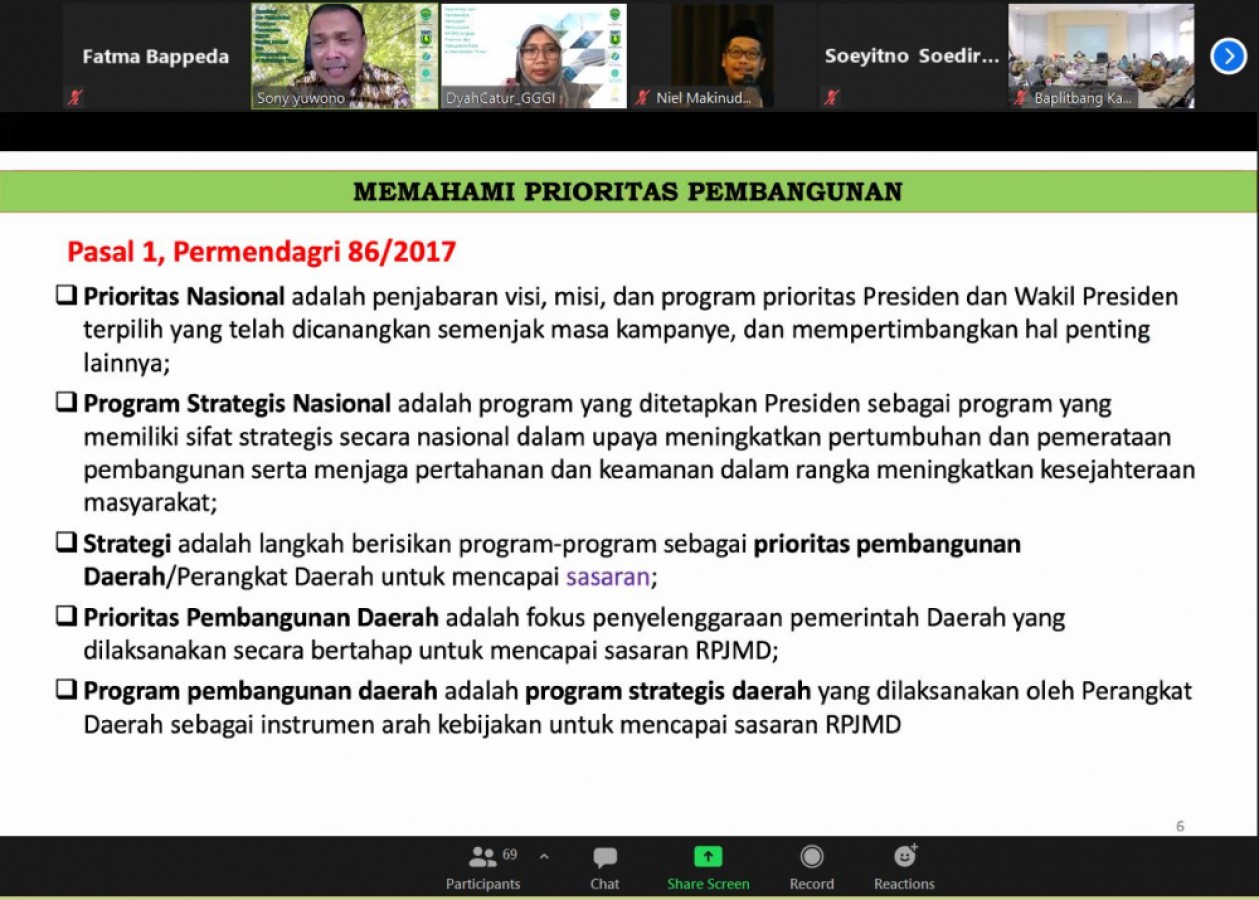 Fatma Bappeda
Sony yuwono
DyahCatur_GGGI
Niel Makinud...
Soeyitno Soedir...
Baplitbang Ka...
MEMAHAMI PRIORITAS PEMBANGUNAN
Pasal 1, Permendagri 86/2017
Prioritas Nasional adalah penjabaran visi, misi, dan program prioritas Presiden dan Wakil Presiden
terpilih yang telah dicanangkan semenjak masa kampanye, dan mempertimbangkan hal penting
lainnya;
Program Strategis Nasional adalah program yang ditetapkan Presiden sebagai program yang
memiliki sifat strategis secara nasional dalam upaya meningkatkan pertumbuhan dan pemerataan
pembangunan serta menjaga pertahanan dan keamanan dalam rangka meningkatkan kesejahteraan
masyarakat;
Strategi adalah langkah berisikan program-program sebagai prioritas pembangunan
Daerah/Perangkat Daerah untuk mencapai sasaran;
Prioritas Pembangunan Daerah adalah fokus penyelenggaraan pemerintah Daerah yang
dilaksanakan secara bertahap untuk mencapai sasaran RPJMD;
Program pembangunan daerah adalah program strategis daerah yang dilaksanakan oleh Perangkat
Daerah sebagai instrumen arah kebijakan untuk mencapai sasaran RPJMD
6
69
Participants
Chat
Share Screen
Record
Reactions